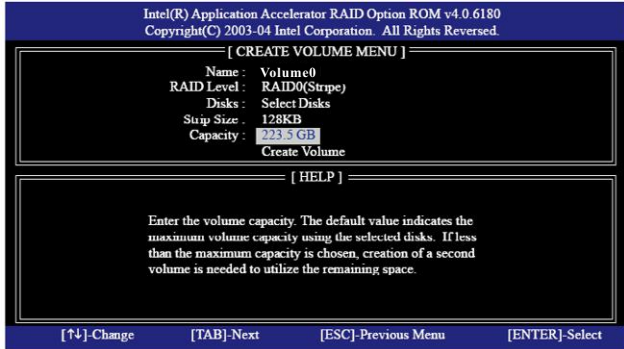 Intel(R) Application Accelerator RAID Option ROM v4.0.6180
Copyright(C) 2003-04 Intel Corporation. All Rights Reversed.
[ CREATE VOLUME MENU ]
Name : Volume0
RAID Level : RAID0(Stripe)
Disks : Select Disks
Strip Size : 128KB
Capacity : 223.5 GB
Create Volume
[ HELP ]
Enter the volume capacity. The default value indicates the
maximum volume capacity using the selected disks. If less
than the maximum capacity is chosen, creation of a second
volume is needed to utilize the remaining space.
[↑↓]-Change [TAB]-Next [ESC]-Previous Menu [ENTER]-Select